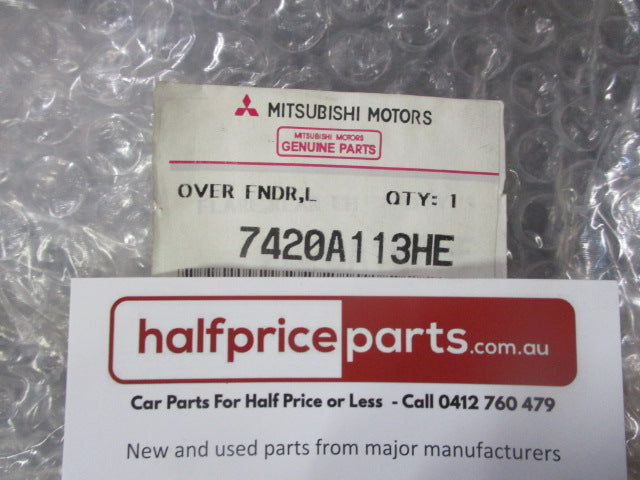 MITSUBISHI MOTORS
MITSUBISHI MOTORS
GENUINE PARTS
OVER FNDR,L QTY: 1
7420A113HE
halfpriceparts.com.au
Car Parts For Half Price or Less - Call 0412 760 479
New and used parts from major manufacturers